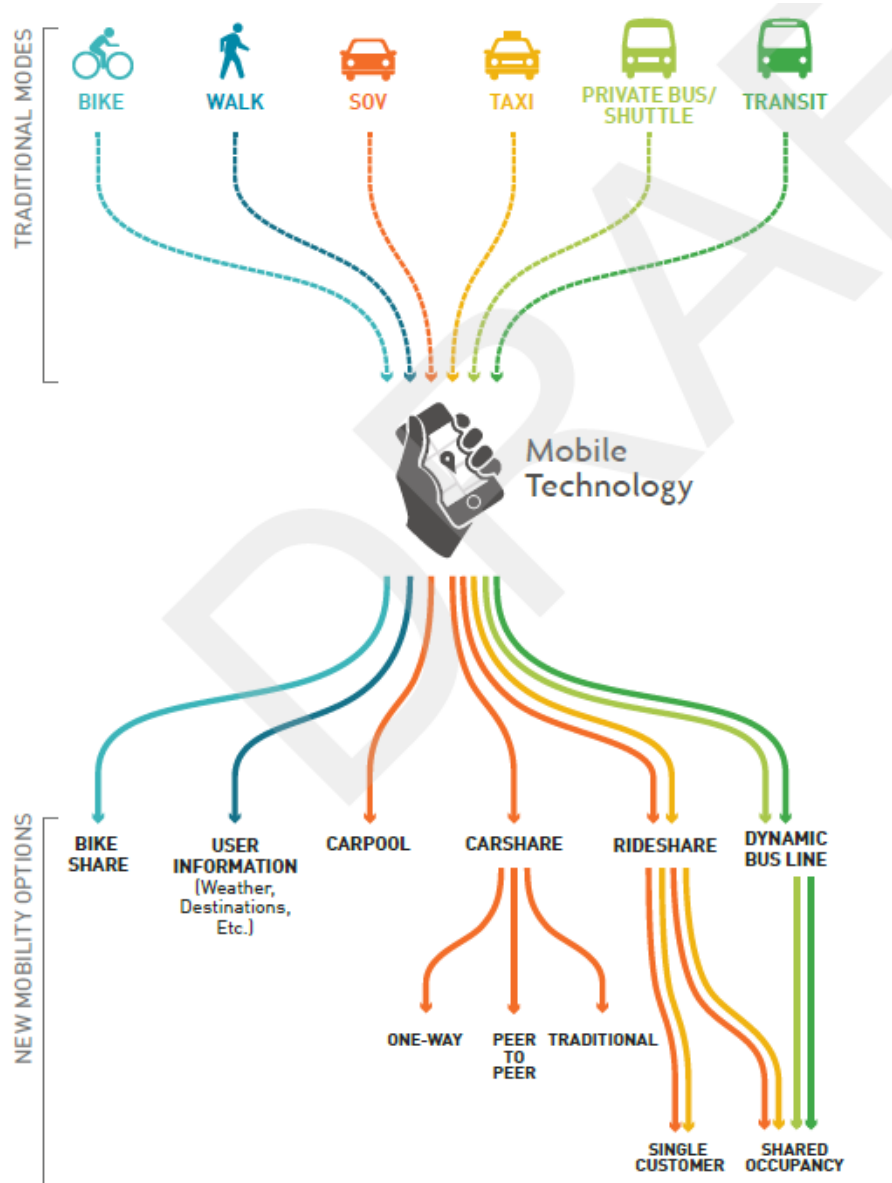 TRADITIONAL MODES
BIKE
WALK
SOV
TAXI
PRIVATE BUS/
SHUTTLE
TRANSIT
Mobile
Technology
NEW MOBILITY OPTIONS
BIKE
SHARE
USER
INFORMATION
(Weather,
Destinations,
Etc.)
CARPOOL
CARSHARE
RIDESHARE
DYNAMIC
BUS LINE
ONE-WAY
PEER
TO
PEER
TRADITIONAL
SINGLE
CUSTOMER
SHARED
OCCUPANCY
DRAF